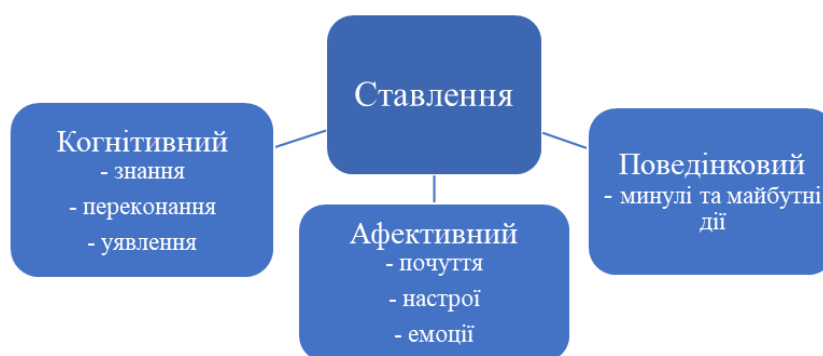 Ставлення
Когнітивний
- знання
- переконання
- уявлення
Афективний
- почуття
- настрої
- емоції
Поведінковий
- минулі та майбутні
дії